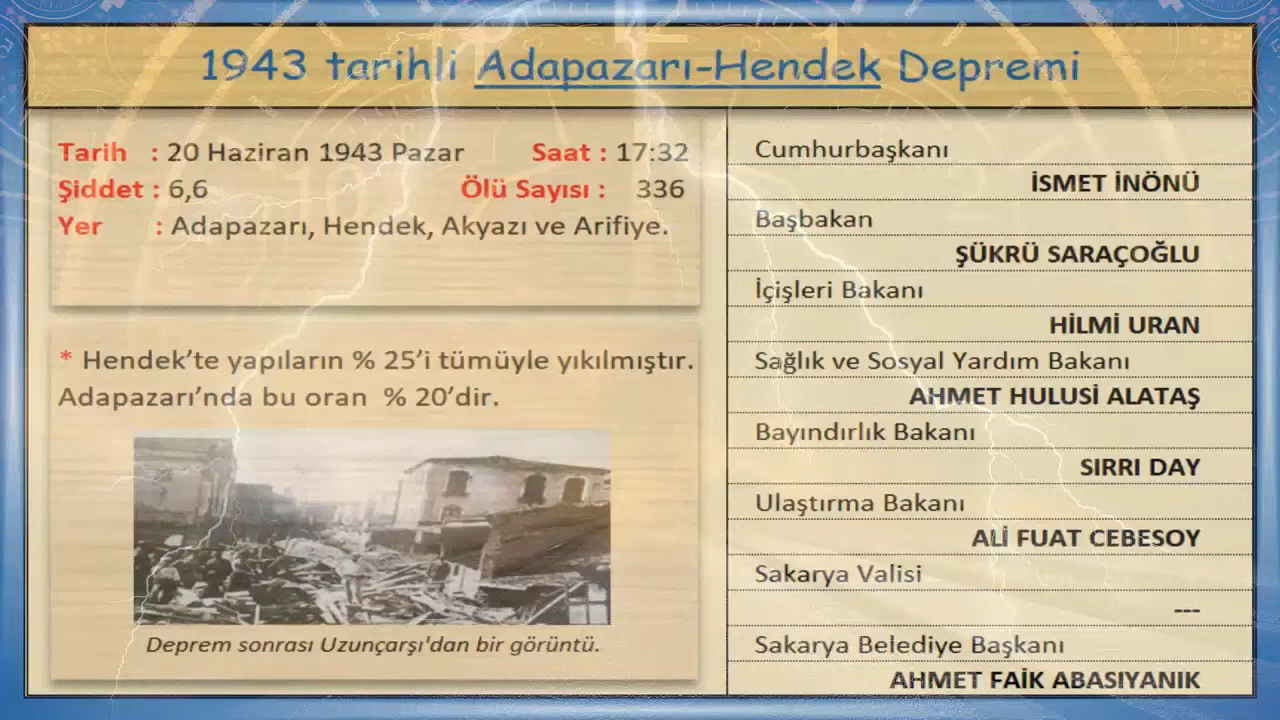 1943 tarihli Adapazarı-Hendek Depremi
Tarih : 20 Haziran 1943 Pazar Saat : 17:32
Şiddet : 6,6 Ölü Sayısı : 336
Yer : Adapazarı, Hendek, Akyazı ve Arifiye.
* Hendek’te yapıların % 25’i tümüyle yıkılmıştır.
Adapazarı’nda bu oran % 20’dir.
Deprem sonrası Uzunçarşı'dan bir görüntü.
Cumhurbaşkanı
İSMET İNÖNÜ
Başbakan
ŞÜKRÜ SARAÇOĞLU
İçişleri Bakanı
HİLMİ URAN
Sağlık ve Sosyal Yardım Bakanı
AHMET HULUSİ ALATAŞ
Bayındırlık Bakanı
SIRRI DAY
Ulaştırma Bakanı
ALİ FUAT CEBESOY
Sakarya Valisi
---
Sakarya Belediye Başkanı
AHMET FAİK ABASIYANIK